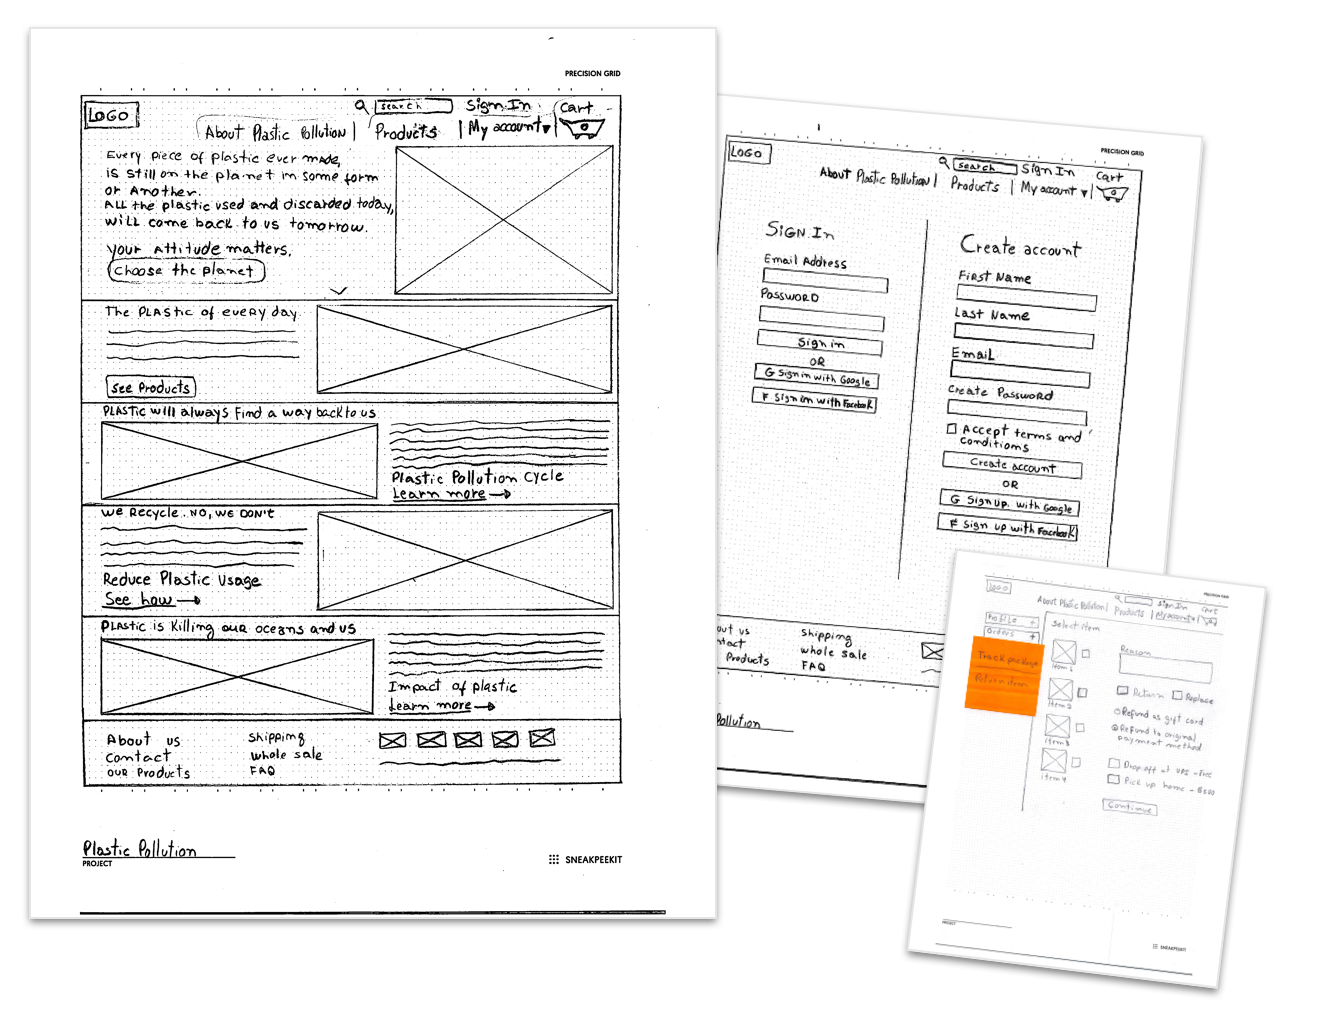 PRECISION GRID
LOGO
search
Sign In
Cart
About Plastic Pollution |
Products
| My account
Every piece of plastic ever made,
is still on the planet in some form
or Another.
ALL the plastic used and discarded today,
will come back to us tomorrow.
your Attitude matters.
Choose the planet
The PLAStic of every day
See Products
PLAStic will always Find a way back to us
Plastic Pollution Cycle
Learn more →
We Recycle.. NO, WE DON'T
Reduce Plastic Usage
See how →
PLAStic is Killing our oceans and us
Impact of plastic
Learn more →
About us
Contact
our Products
Shipping
whole sale
FAQ
Plastic Pollution
PROJECT
SNEAKPEEKIT
PRECISION GRID
LOGO
search
Sign In
Cart
About Plastic Pollution |
Products
| My account
SiGN In
Email Address
PassWORD
Sign in
OR
G Sign in with Google
F Sign in with Facebook
Create account
First Name
Last Name
Email
Create Password
Accept terms and
conditions
Create account
OR
G Sign up with Google
F Sign up with Facebook
out us
ntact
Products
Shipping
whole sale
FAQ
Pollution
PRECISION GRID
LOGO
Sign In
Cart
About Plastic Pollution |
Products
| My account
Profile +
Orders +
Track package
Return item
Select item
item 1
item 2
item 3
item 4
Reason
Return
Replace
Refund as gift card
Refund to original
payment method
Drop off at UPS - free
Pick up home -
Continue
PROJECT
SNEAKPEEKIT